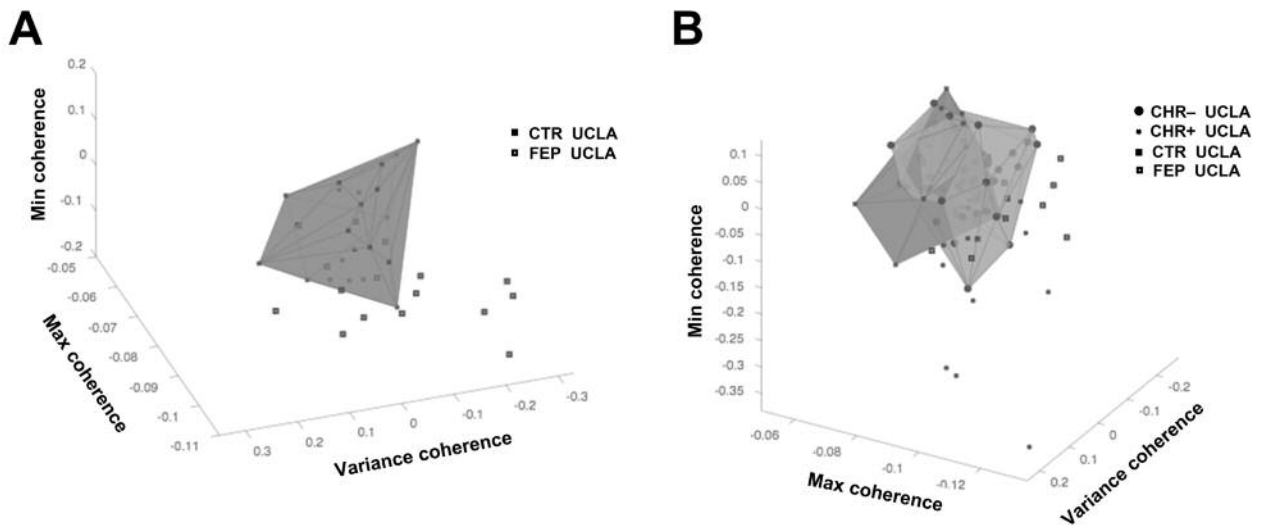 A
0.2
0.1
0
-0.1
-0.2
Min coherence
-0.05
-0.06
-0.07
-0.08
-0.09
-0.1
-0.11
Max coherence
0.3
0.2
0.1
0
-0.1
-0.2
-0.3
Variance coherence
CTR UCLA
FEP UCLA
B
0.1
0.05
0
-0.05
-0.1
-0.15
-0.2
-0.25
-0.3
-0.35
Min coherence
-0.06
-0.08
-0.1
-0.12
Max coherence
0.2
0.1
0
-0.1
-0.2
Variance coherence
CHR– UCLA
CHR+ UCLA
CTR UCLA
FEP UCLA